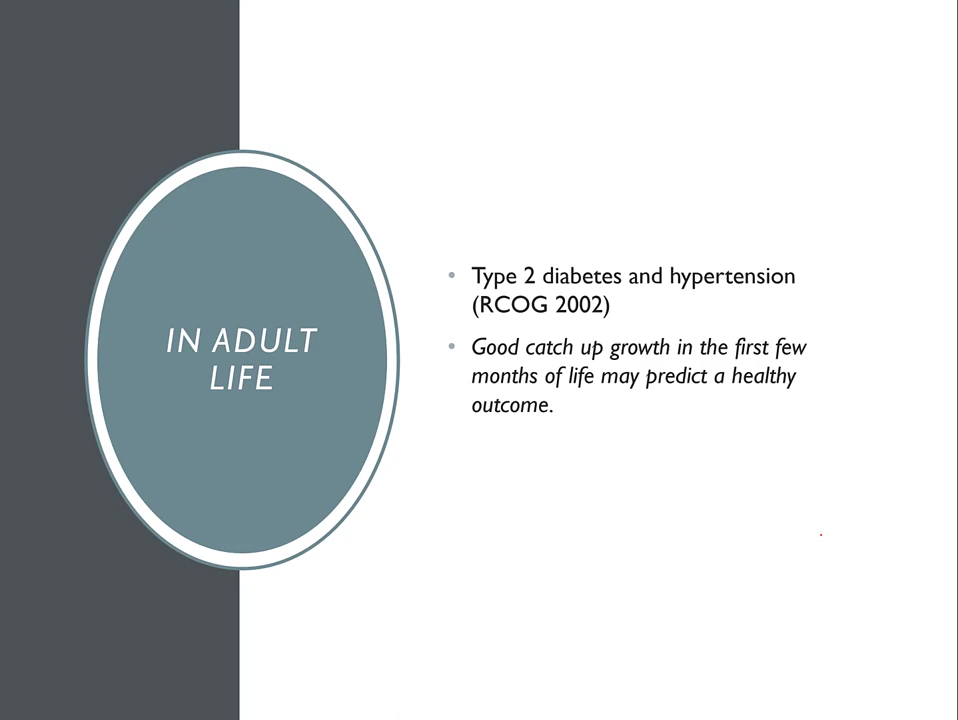 IN ADULT
LIFE
• Type 2 diabetes and hypertension
(RCOG 2002)
• Good catch up growth in the first few
months of life may predict a healthy
outcome.